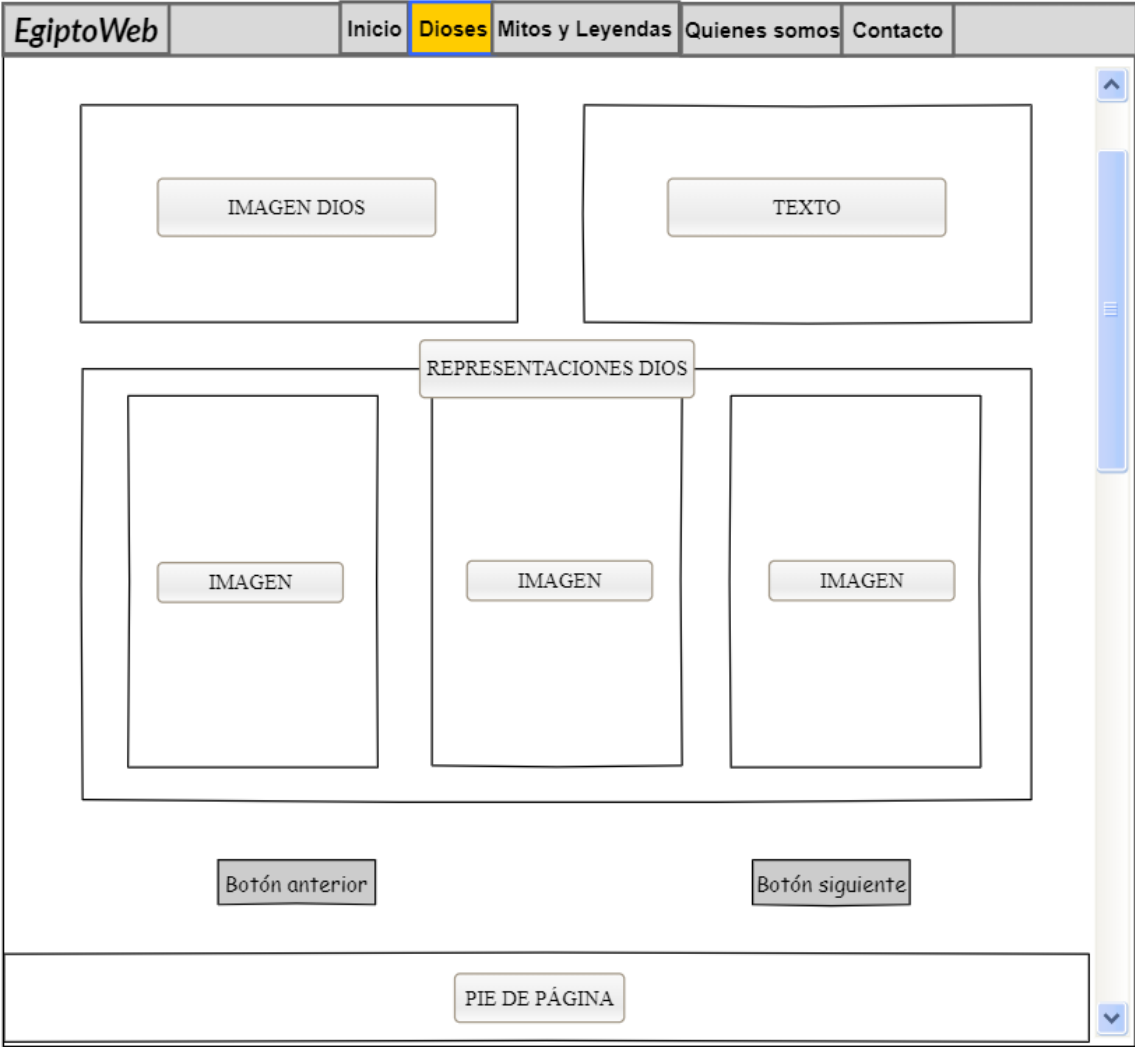 EgiptoWeb
Inicio
Dioses
Mitos y Leyendas
Quienes somos
Contacto
IMAGEN DIOS
TEXTO
REPRESENTACIONES DIOS
IMAGEN
IMAGEN
IMAGEN
Botón anterior
Botón siguiente
PIE DE PÁGINA